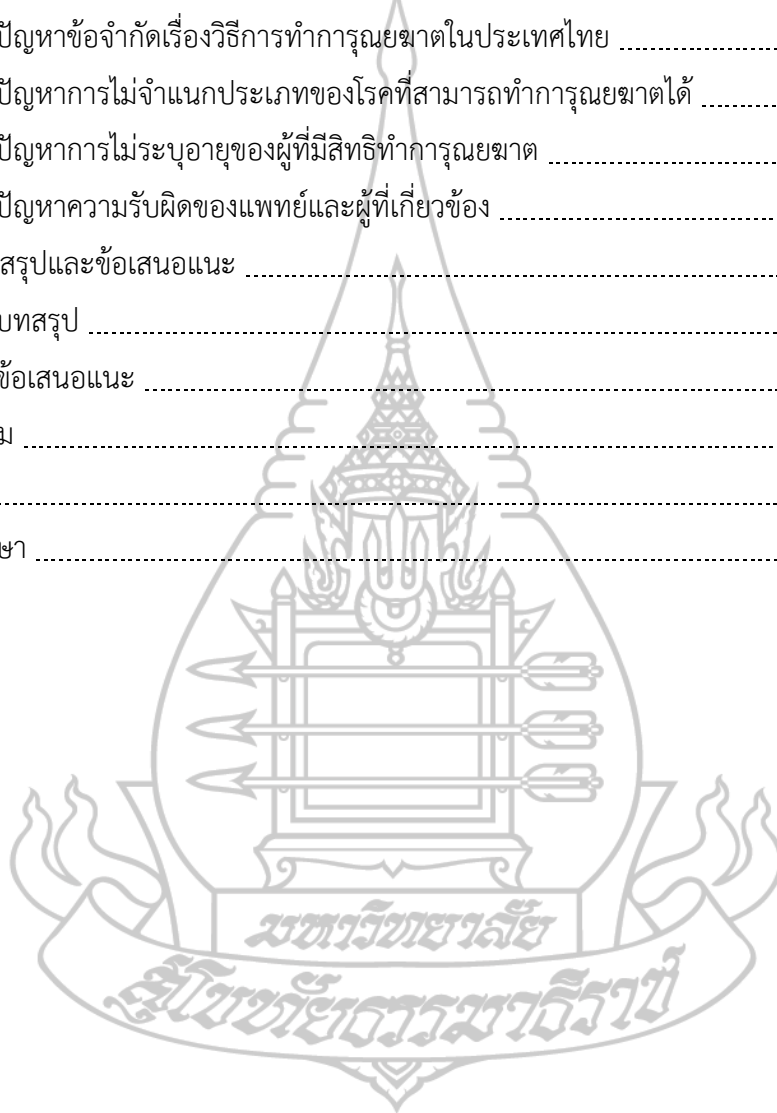 ปัญหาข้อจำกัดเรื่องวิธีการทำการุณยฆาตในประเทศไทย
ปัญหาการไม่จำแนกประเภทของโรคที่สามารถทำการุณยฆาตได้
ปัญหาการไม่ระบุอายุของผู้ที่มีสิทธิทำการุณยฆาต
ปัญหาความรับผิดของแพทย์และผู้ที่เกี่ยวข้อง
สรุปและข้อเสนอแนะ
บทสรุป
ข้อเสนอแนะ
ม
ษา
มหาวิทยาลัย
สุโขทัยธรรมาธิราช